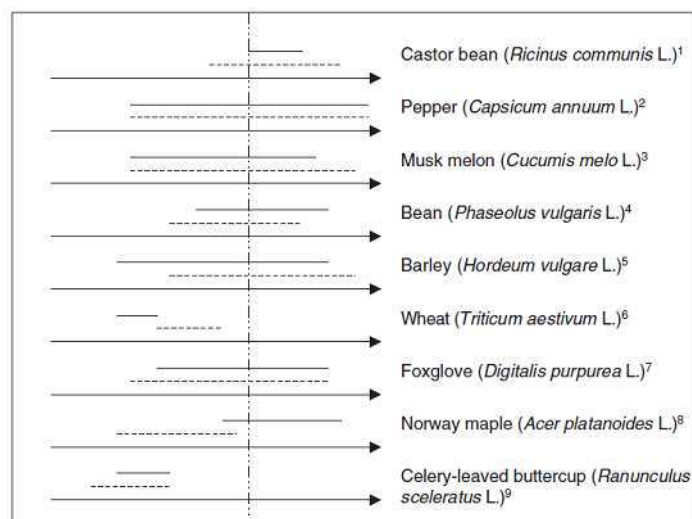 Castor bean (Ricinus communis L.)¹
Pepper (Capsicum annuum L.)²
Musk melon (Cucumis melo L.)³
Bean (Phaseolus vulgaris L.)⁴
Barley (Hordeum vulgare L.)⁵
Wheat (Triticum aestivum L.)⁶
Foxglove (Digitalis purpurea L.)⁷
Norway maple (Acer platanoides L.)⁸
Celery-leaved buttercup (Ranunculus
sceleratus L.)⁹